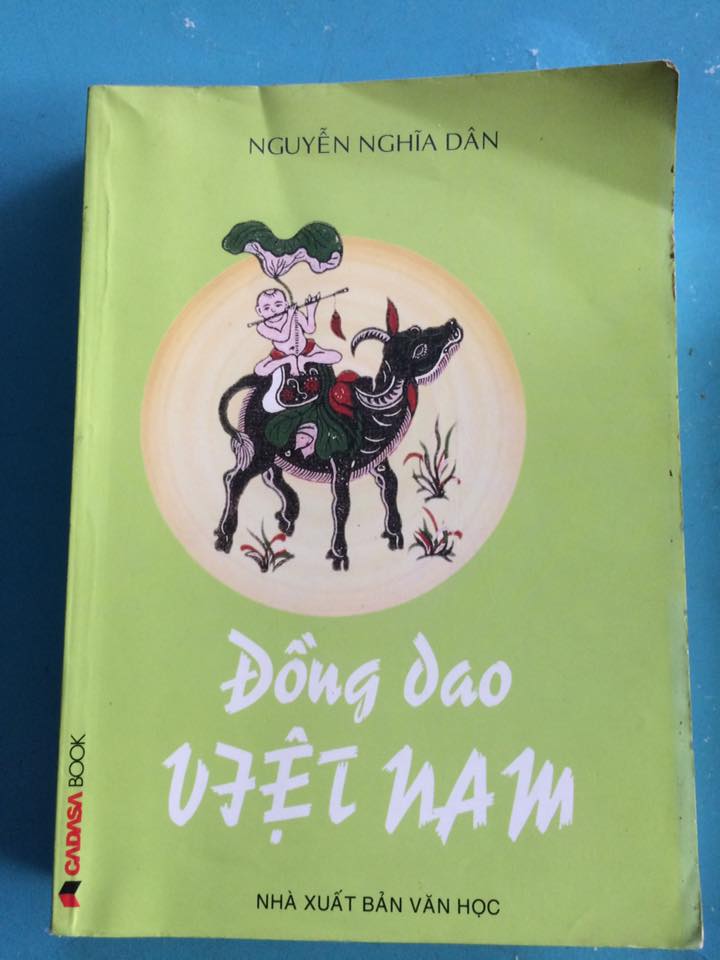 NGUYỄN NGHĨA DÂN
Đồng dao
VIỆT NAM
CADASA BOOK
NHÀ XUẤT BẢN VĂN HỌC